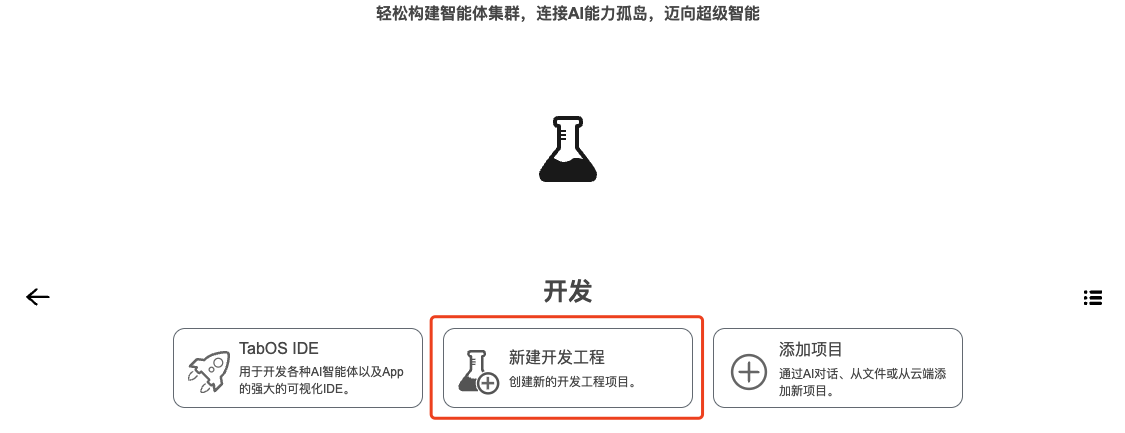 轻松构建智能体集群，连接AI能力孤岛，迈向超级智能
开发
TabOS IDE
用于开发各种AI智能体以及App
的强大的可视化IDE。
新建开发工程
创建新的开发工程项目。
添加项目
通过AI对话、从文件或从云端添
加新项目。